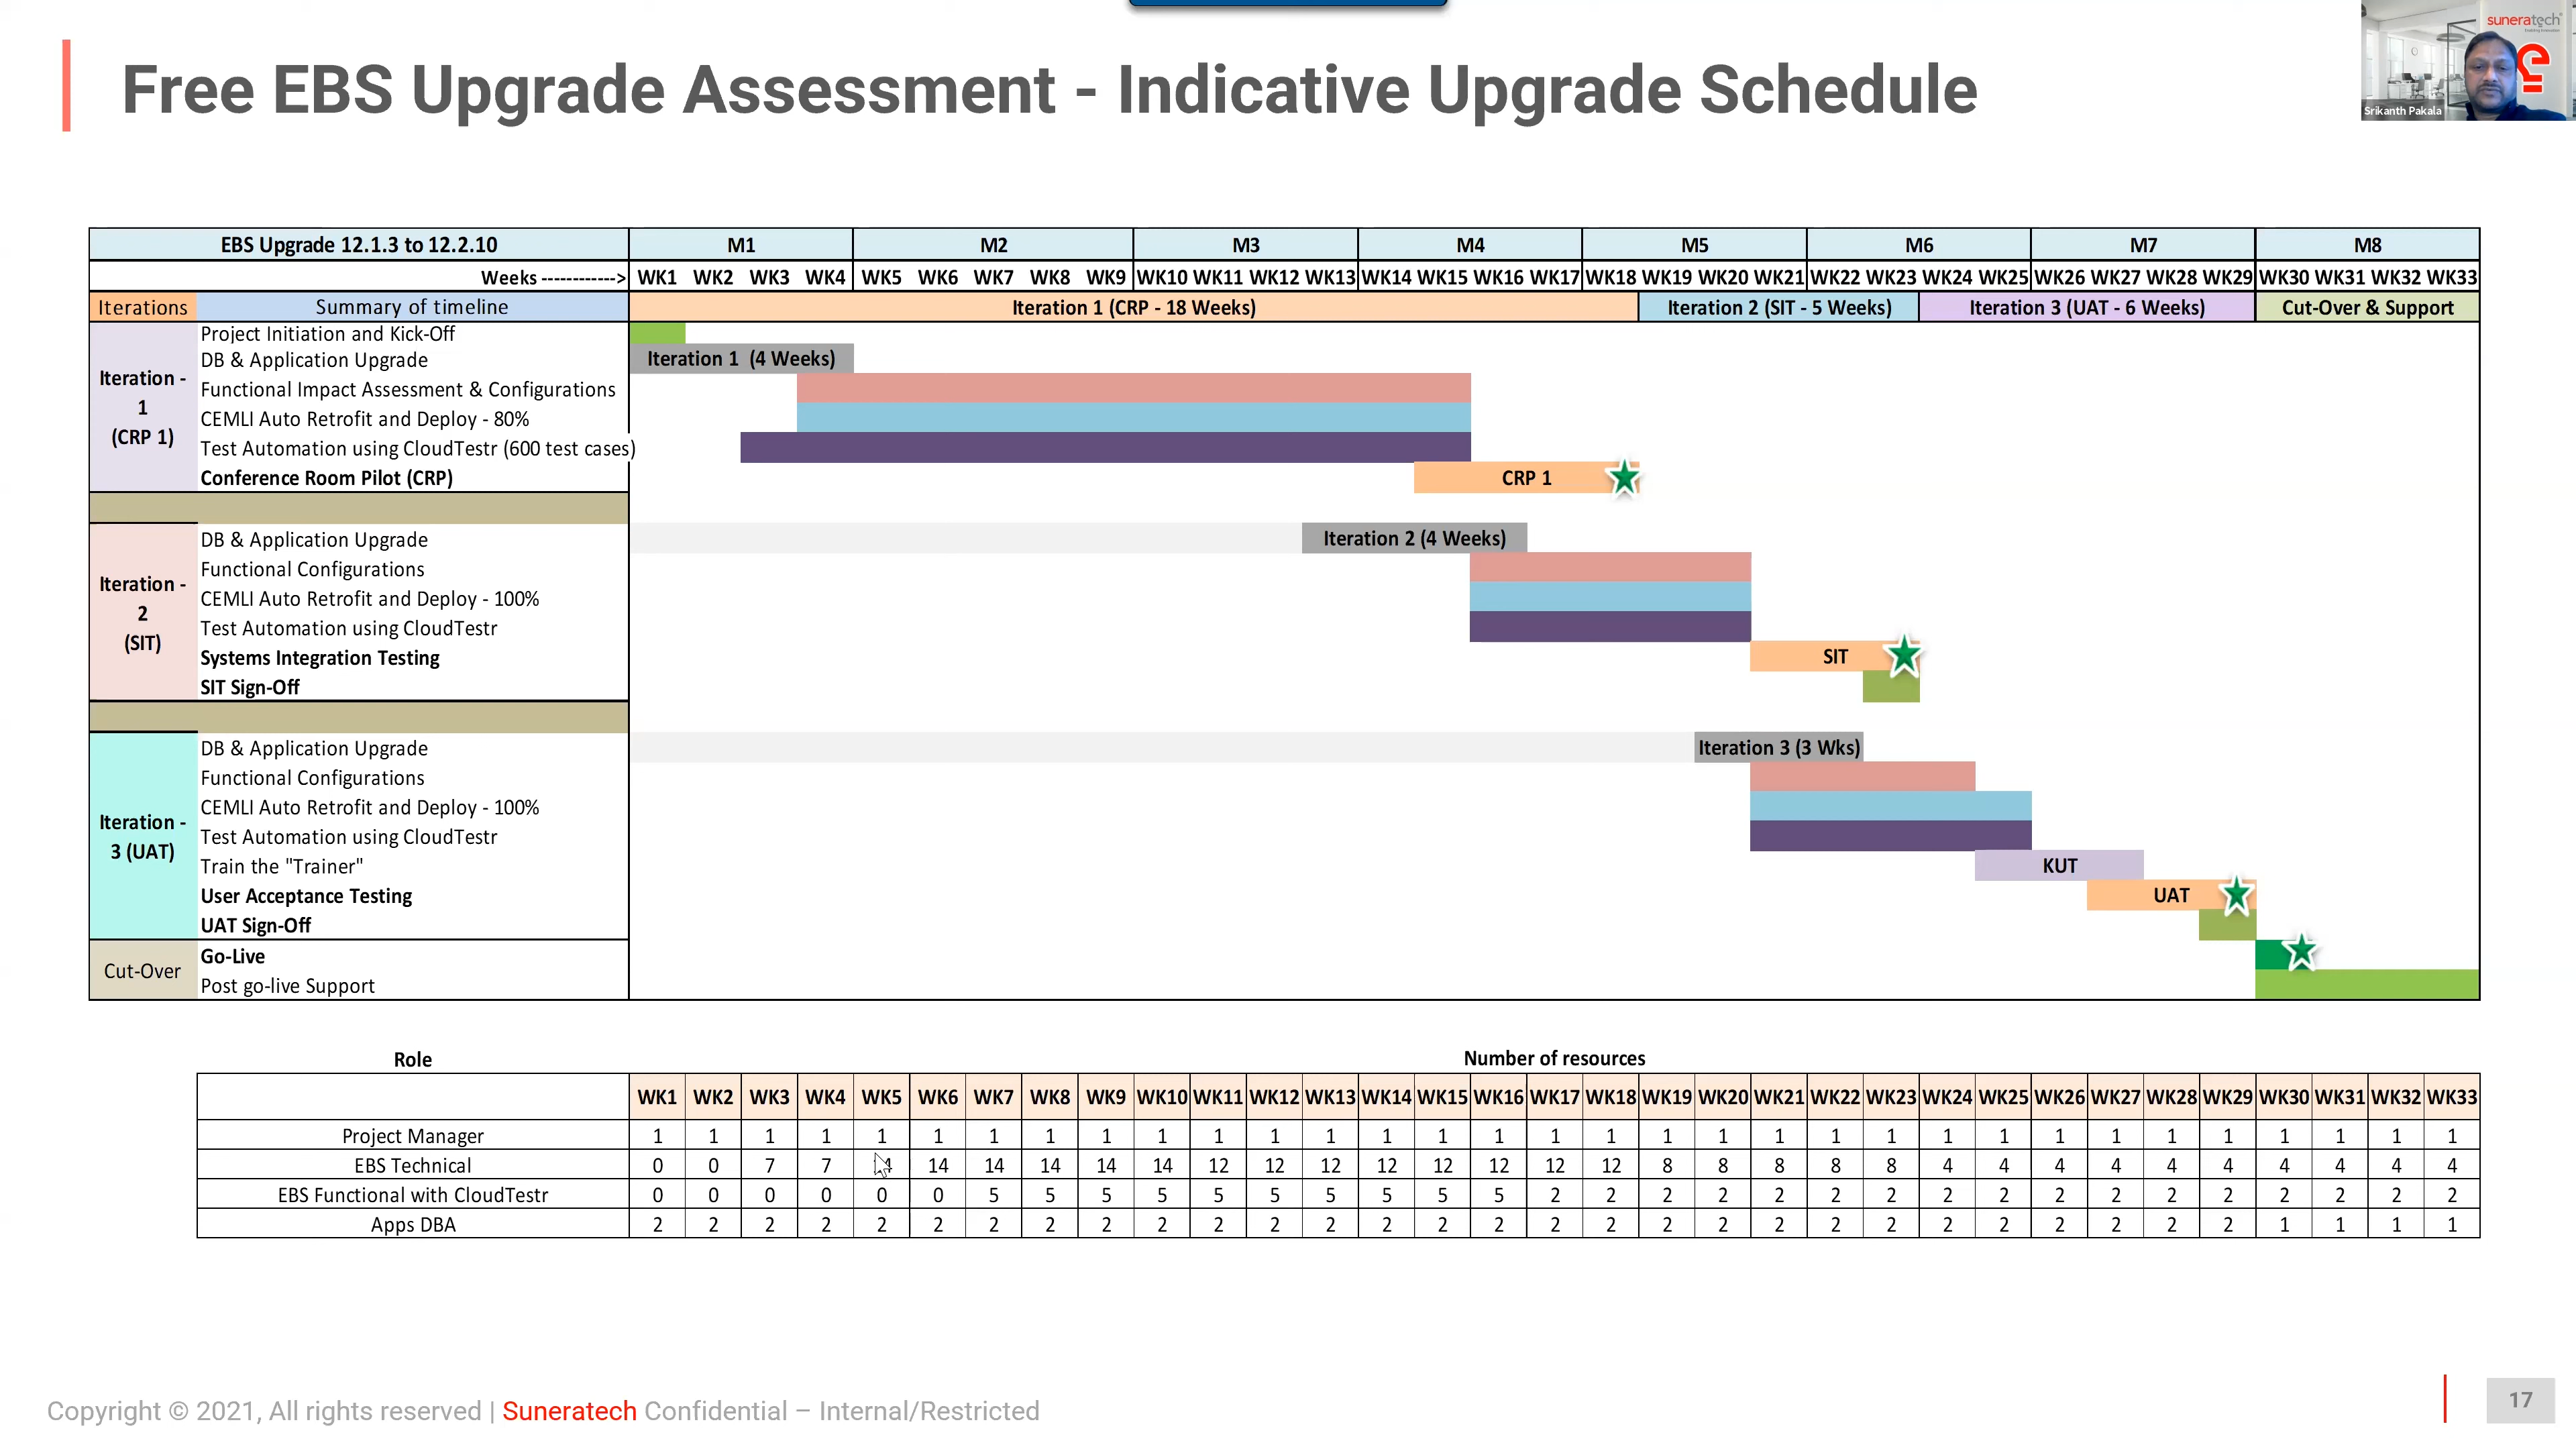 Free EBS Upgrade Assessment - Indicative Upgrade Schedule
suneratech
Srikanth Pakala
EBS Upgrade 12.1.3 to 12.2.10 M1 M2 M3 M4 M5 M6 M7 M8
Weeks ------------> WK1 WK2 WK3 WK4 WK5 WK6 WK7 WK8 WK9 WK10 WK11 WK12 WK13 WK14 WK15 WK16 WK17 WK18 WK19 WK20 WK21 WK22 WK23 WK24 WK25 WK26 WK27 WK28 WK29 WK30 WK31 WK32 WK33
Iterations Summary of timeline Iteration 1 (CRP - 18 Weeks) Iteration 2 (SIT - 5 Weeks) Iteration 3 (UAT - 6 Weeks) Cut-Over & Support
Iteration -
1
(CRP 1)
Project Initiation and Kick-Off
DB & Application Upgrade Iteration 1 (4 Weeks)
Functional Impact Assessment & Configurations
CEMLI Auto Retrofit and Deploy - 80%
Test Automation using CloudTestr (600 test cases)
Conference Room Pilot (CRP) CRP 1
Iteration -
2
(SIT)
DB & Application Upgrade Iteration 2 (4 Weeks)
Functional Configurations
CEMLI Auto Retrofit and Deploy - 100%
Test Automation using CloudTestr
Systems Integration Testing SIT
SIT Sign-Off
Iteration -
3 (UAT)
DB & Application Upgrade Iteration 3 (3 Wks)
Functional Configurations
CEMLI Auto Retrofit and Deploy - 100%
Test Automation using CloudTestr
Train the "Trainer" KUT
User Acceptance Testing UAT
UAT Sign-Off
Cut-Over
Go-Live
Post go-live Support
Role Number of resources
WK1 WK2 WK3 WK4 WK5 WK6 WK7 WK8 WK9 WK10 WK11 WK12 WK13 WK14 WK15 WK16 WK17 WK18 WK19 WK20 WK21 WK22 WK23 WK24 WK25 WK26 WK27 WK28 WK29 WK30 WK31 WK32 WK33
Project Manager 1 1 1 1 1 1 1 1 1 1 1 1 1 1 1 1 1 1 1 1 1 1 1 1 1 1 1 1 1 1 1 1 1
EBS Technical 0 0 7 7 14 14 14 14 14 12 12 12 12 12 12 12 12 8 8 8 8 8 4 4 4 4 4 4 4 4 4 4
EBS Functional with CloudTestr 0 0 0 0 0 0 5 5 5 5 5 5 5 5 5 5 2 2 2 2 2 2 2 2 2 2 2 2 2 2 2 2 2
Apps DBA 2 2 2 2 2 2 2 2 2 2 2 2 2 2 2 2 2 2 2 2 2 2 2 2 2 2 2 2 2 1 1 1 1
Copyright © 2021, All rights reserved | Suneratech Confidential – Internal/Restricted
17